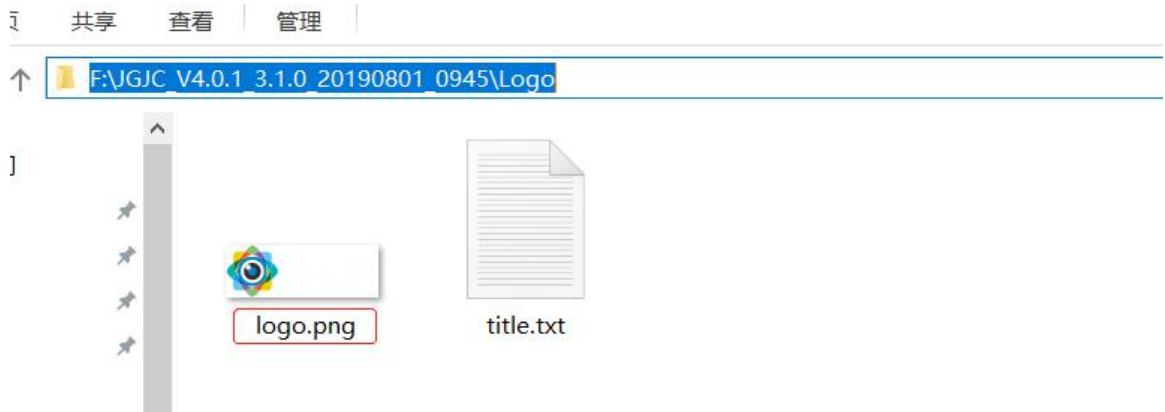 共享 查看 管理
F:\JGJC_V4.0.1_3.1.0_20190801_0945\Logo
logo.png title.txt